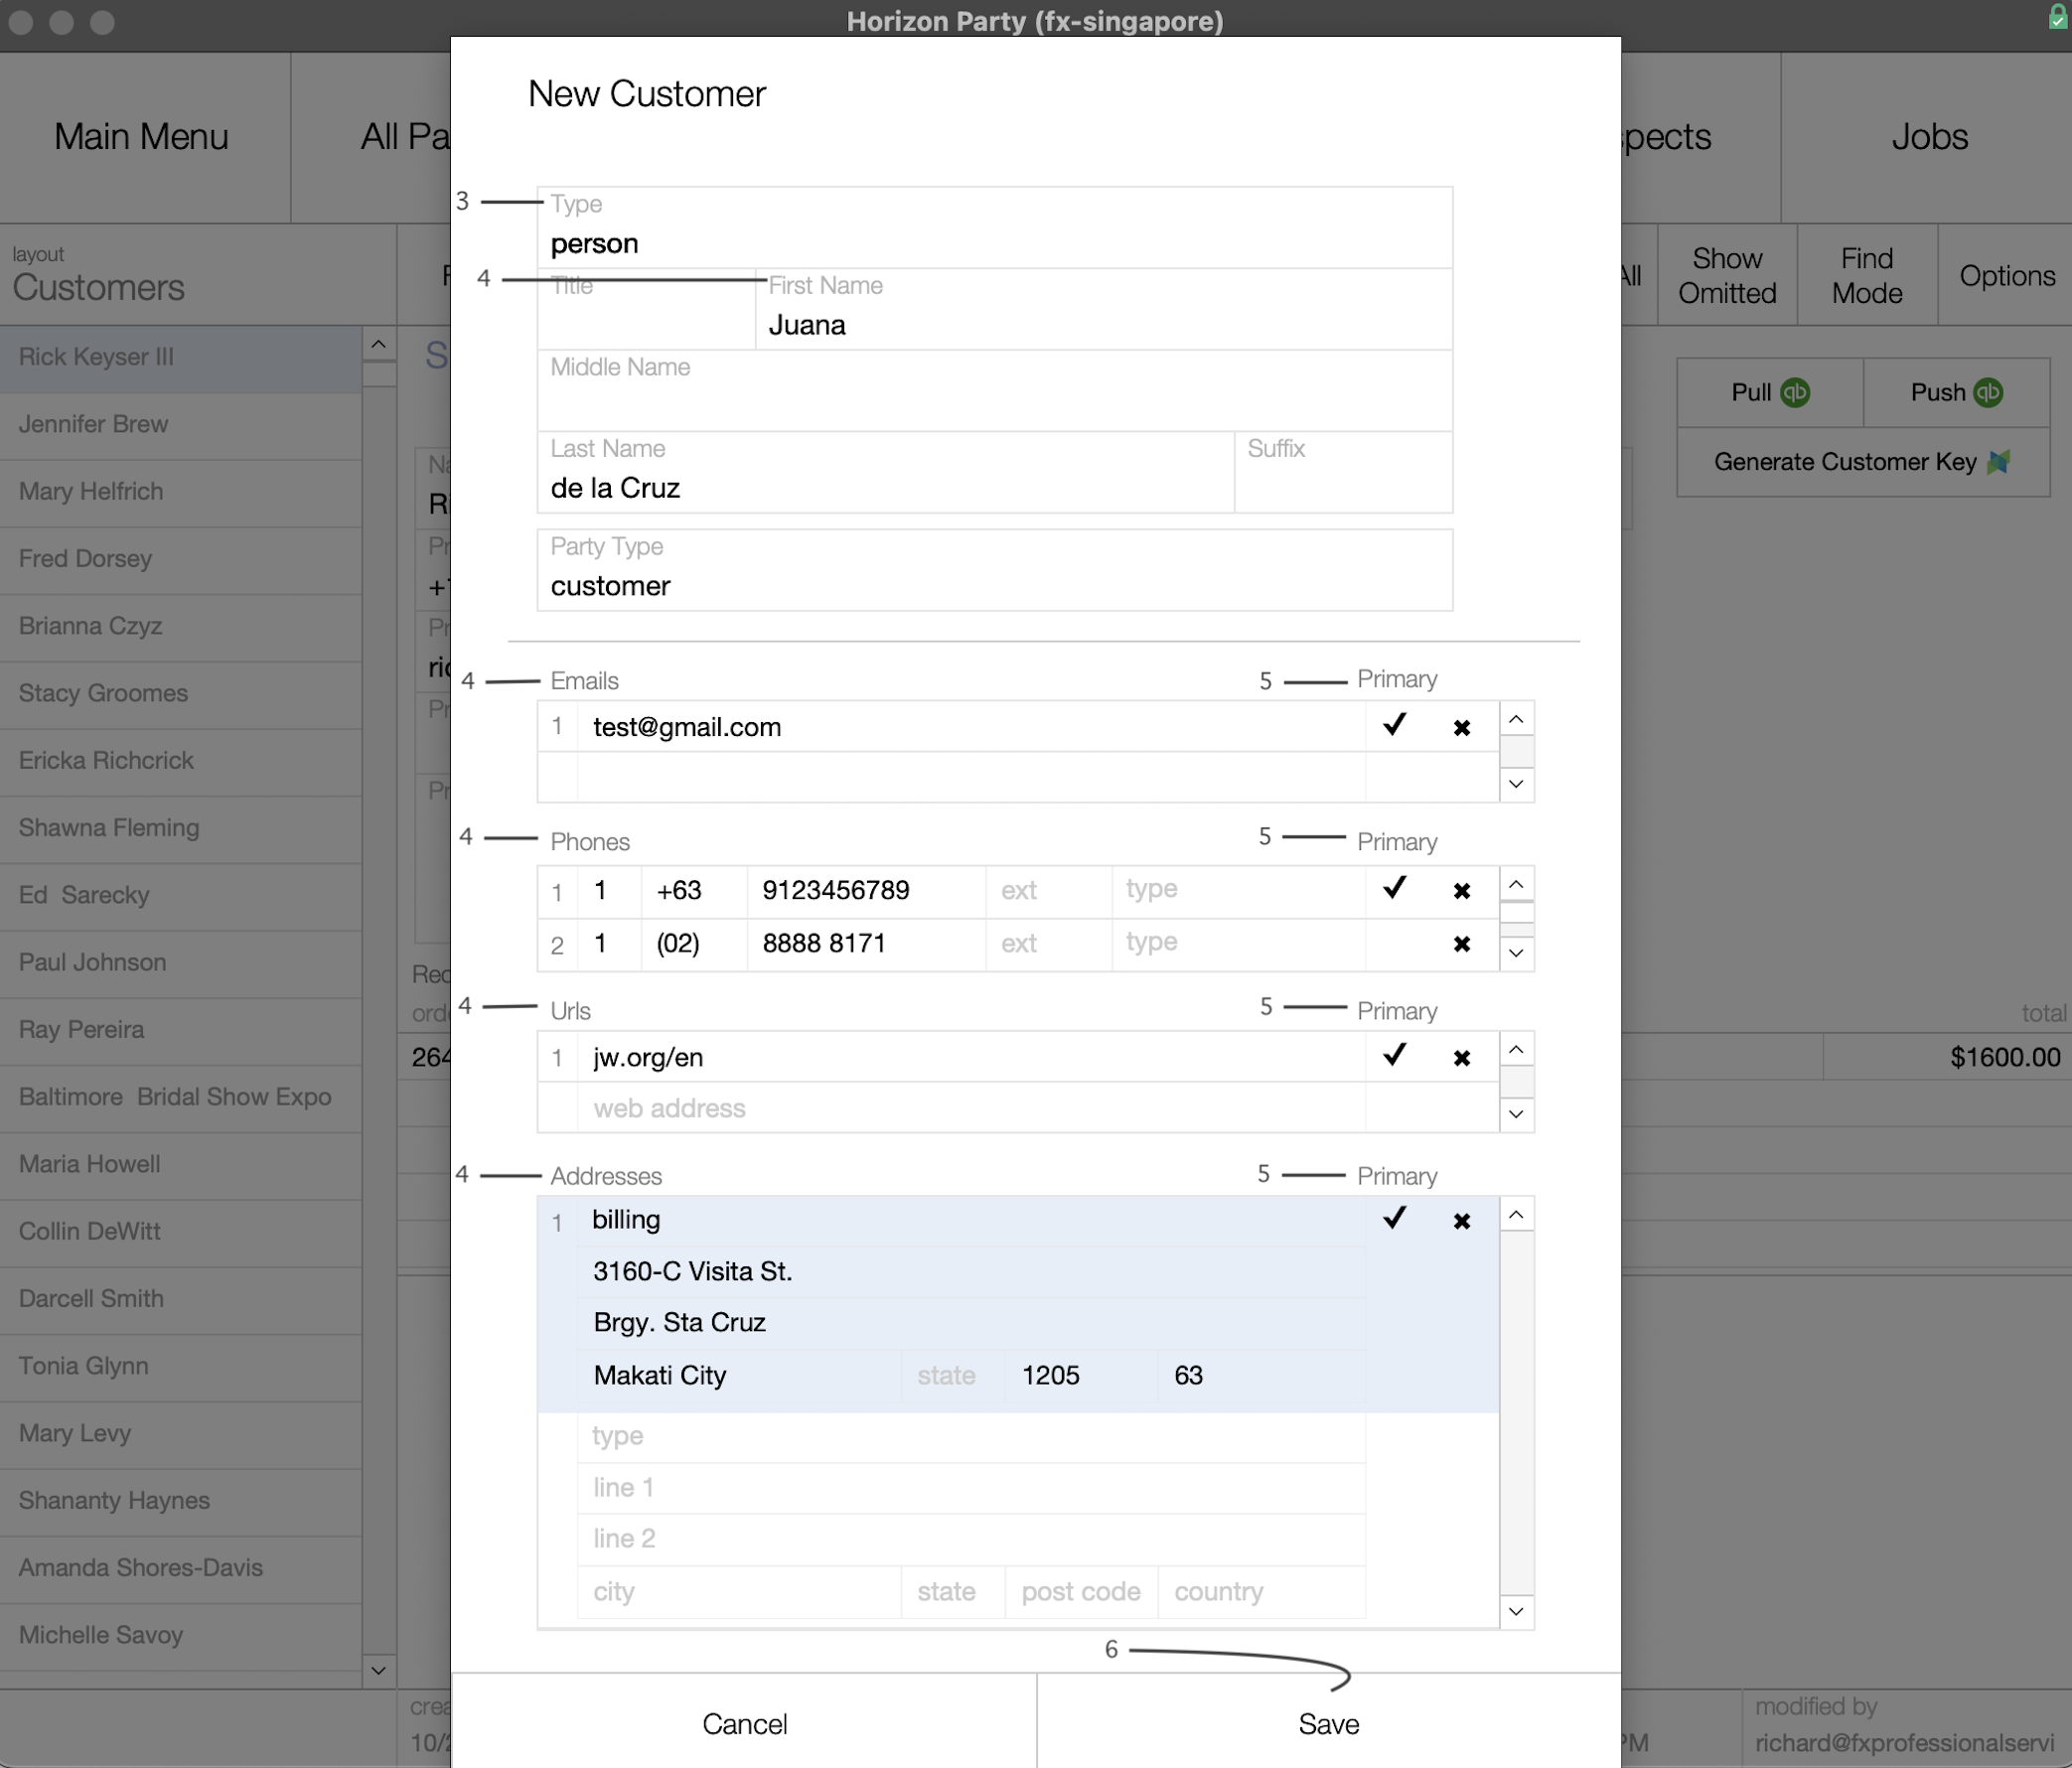 Horizon Party (fx-singapore)
Main Menu
All Pa
pects
Jobs
layout
Customers
All
Show Omitted
Find Mode
Options
Rick Keyser III
Jennifer Brew
Mary Helfrich
Fred Dorsey
Brianna Czyz
Stacy Groomes
Ericka Richcrick
Shawna Fleming
Ed Sarecky
Paul Johnson
Ray Pereira
Baltimore Bridal Show Expo
Maria Howell
Collin DeWitt
Darcell Smith
Tonia Glynn
Mary Levy
Shananty Haynes
Amanda Shores-Davis
Michelle Savoy
S
Na
Ri
Pr
+
Pr
ric
Pr
Pr
Rec
orde
264
New Customer
3 Type
person
4 Title First Name
Juana
Middle Name
Last Name Suffix
de la Cruz
Party Type
customer
4 Emails 5 Primary
1 test@gmail.com ✓ ✖
4 Phones 5 Primary
1 1 +63 9123456789 ext type ✓ ✖
2 1 (02) 8888 8171 ext type ✖
4 Urls 5 Primary
1 jw.org/en ✓ ✖
web address
4 Addresses 5 Primary
1 billing ✓ ✖
3160-C Visita St.
Brgy. Sta Cruz
Makati City state 1205 63
type
line 1
line 2
city state post code country
6
Cancel Save
Pull qb Push qb
Generate Customer Key
total
$1600.00
crea
10/2
PM
modified by
richard@fxprofessionalservi